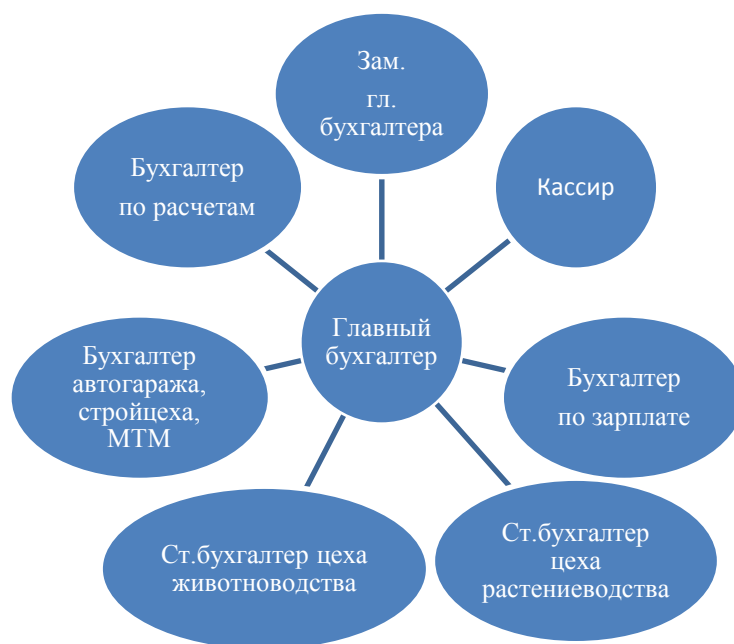 Зам.
гл.
бухгалтера
Бухгалтер
по расчетам
Кассир
Главный
бухгалтер
Бухгалтер
автогаража,
стройцеха,
МТМ
Бухгалтер
по зарплате
Ст.бухгалтер цеха
животноводства
Ст.бухгалтер
цеха
растениеводства